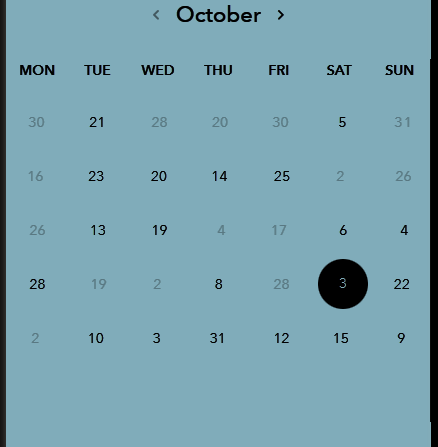 ‹ October ›
MON TUE WED THU FRI SAT SUN
30 21 28 20 30 5 31
16 23 20 14 25 2 26
26 13 19 4 17 6 4
28 19 2 8 28 3 22
2 10 3 31 12 15 9